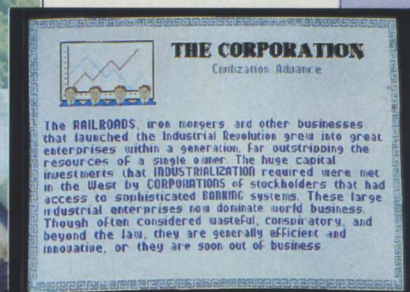 THE CORPORATION
Civilization Advance
The RAILROADS, iron mongers and other businesses
that launched the Industrial Revolution grew into great
enterprises within a generation, far outstripping the
resources of a single owner. The huge capital
investments that INDUSTRIALIZATION required were met
in the West by CORPORATIONS of stockholders that had
access to sophisticated BANKING systems. These large
industrial enterprises now dominate world business.
Though often considered wasteful, conspiratory, and
beyond the law, they are generally efficient and
innovative, or they are soon out of business.